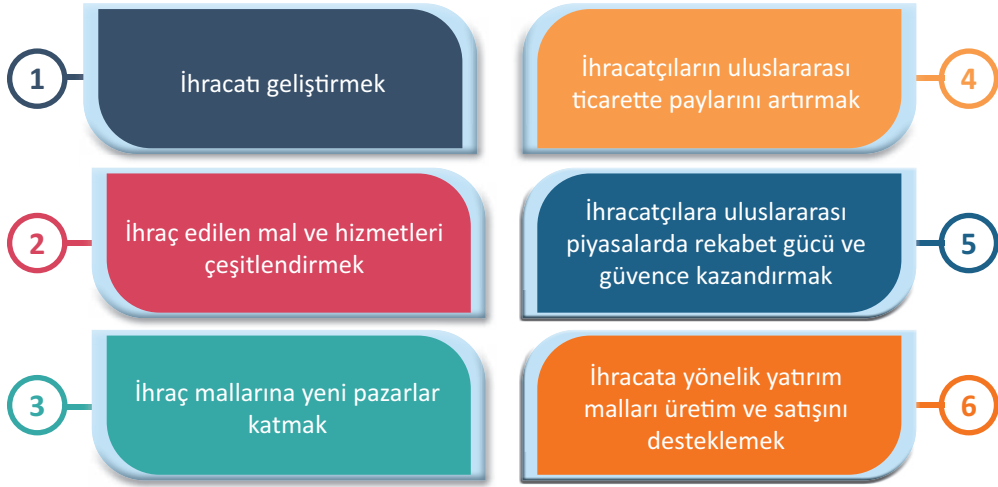 1
İhracatı geliştirmek
2
İhraç edilen mal ve hizmetleri
çeşitlendirmek
3
İhraç mallarına yeni pazarlar
katmak
4
İhracatçıların uluslararası
ticarette paylarını artırmak
5
İhracatçılara uluslararası
piyasalarda rekabet gücü ve
güvence kazandırmak
6
İhracata yönelik yatırım
malları üretim ve satışını
desteklemek